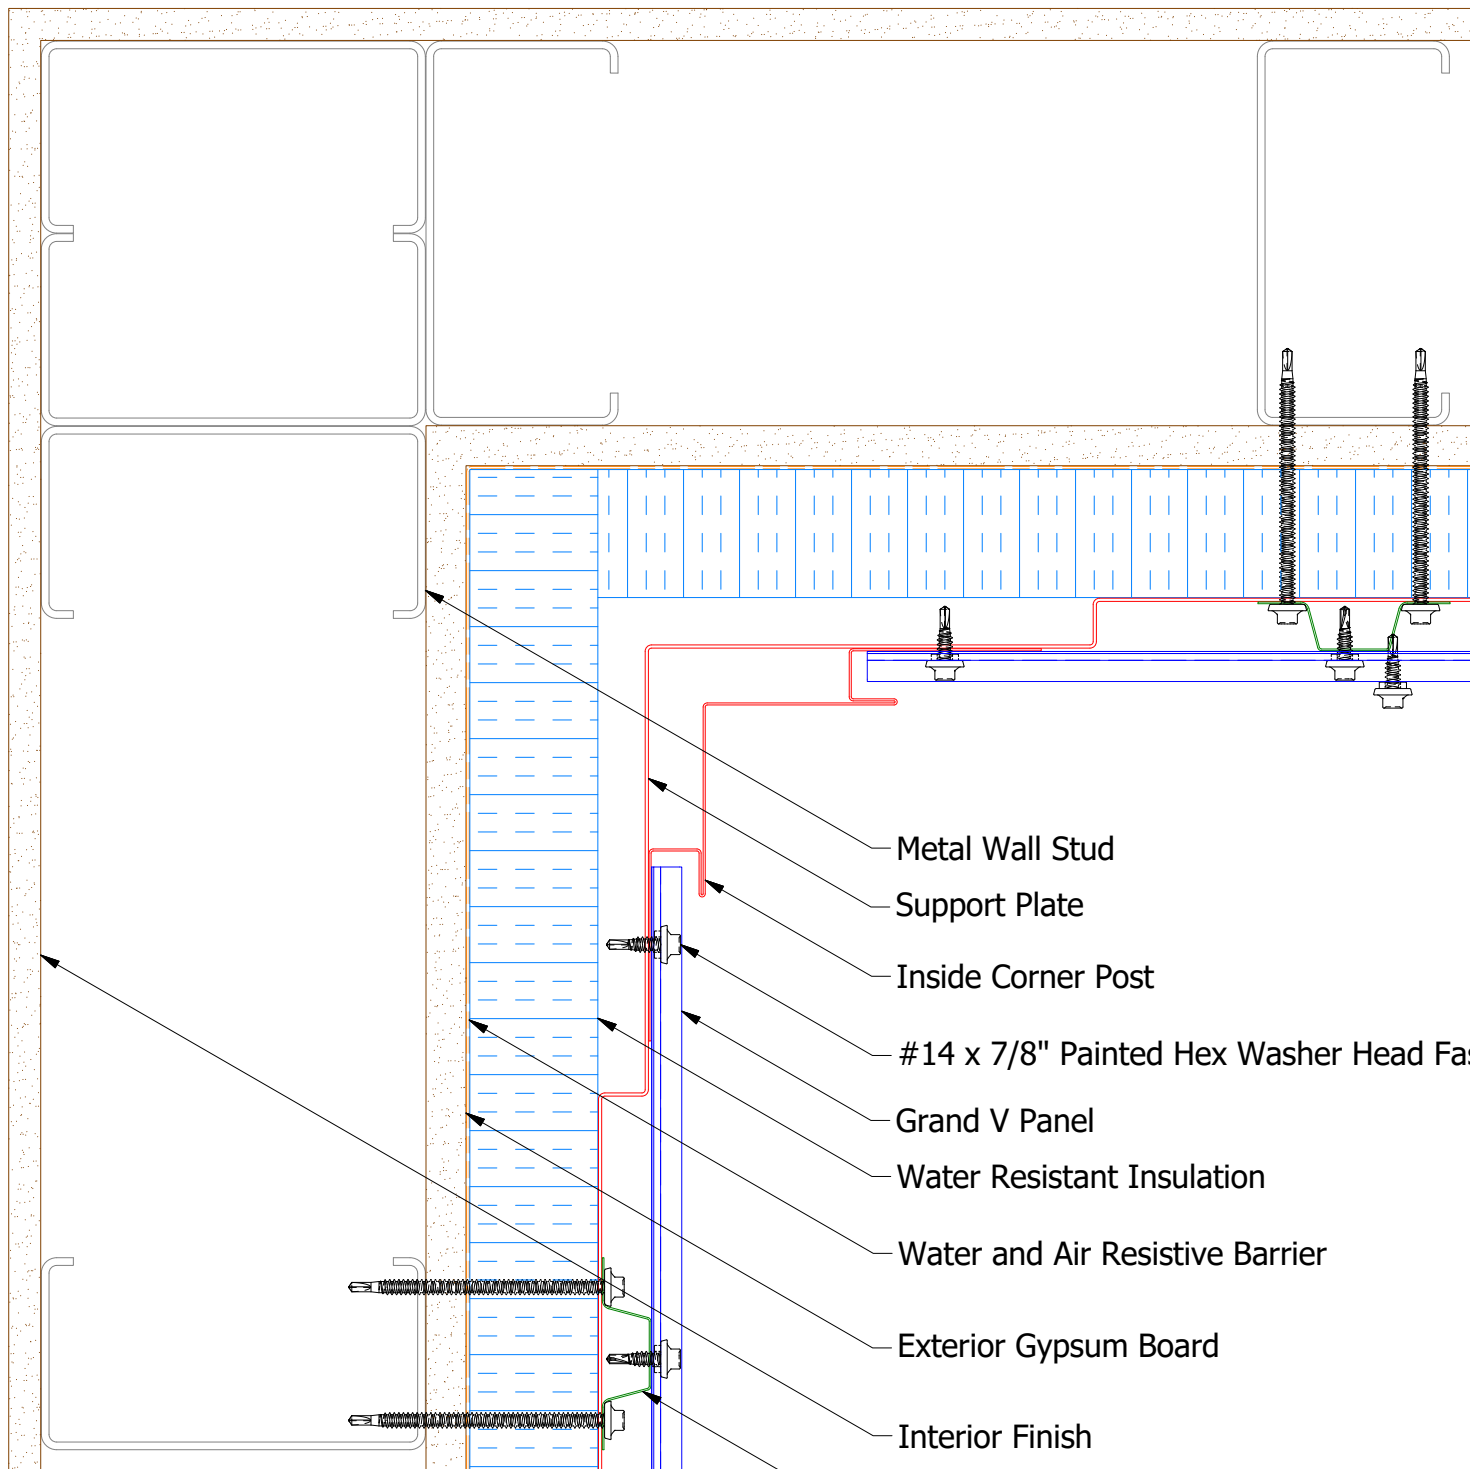 Metal Wall Stud
Support Plate
Inside Corner Post
#14 x 7/8" Painted Hex Washer Head
Grand V Panel
Water Resistant Insulation
Water and Air Resistive Barrier
Exterior Gypsum Board
Interior Finish